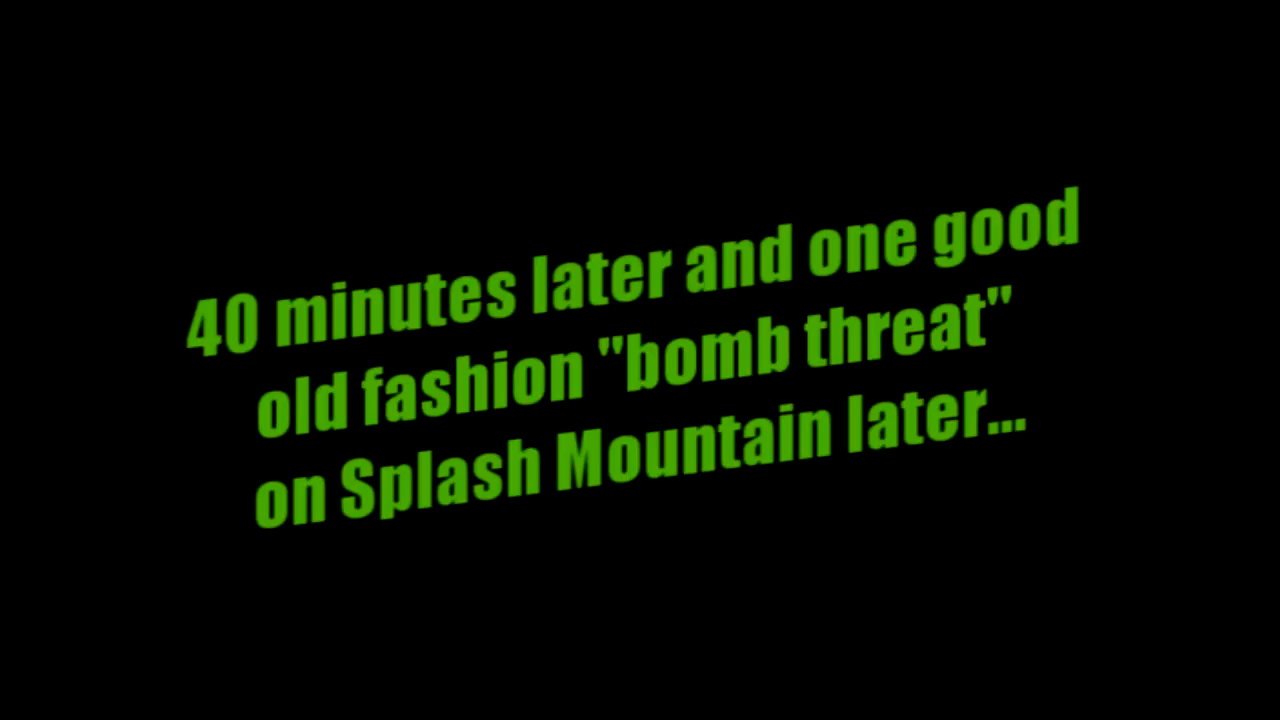 40 minutes later and one good
old fashion "bomb threat"
on Splash Mountain later...